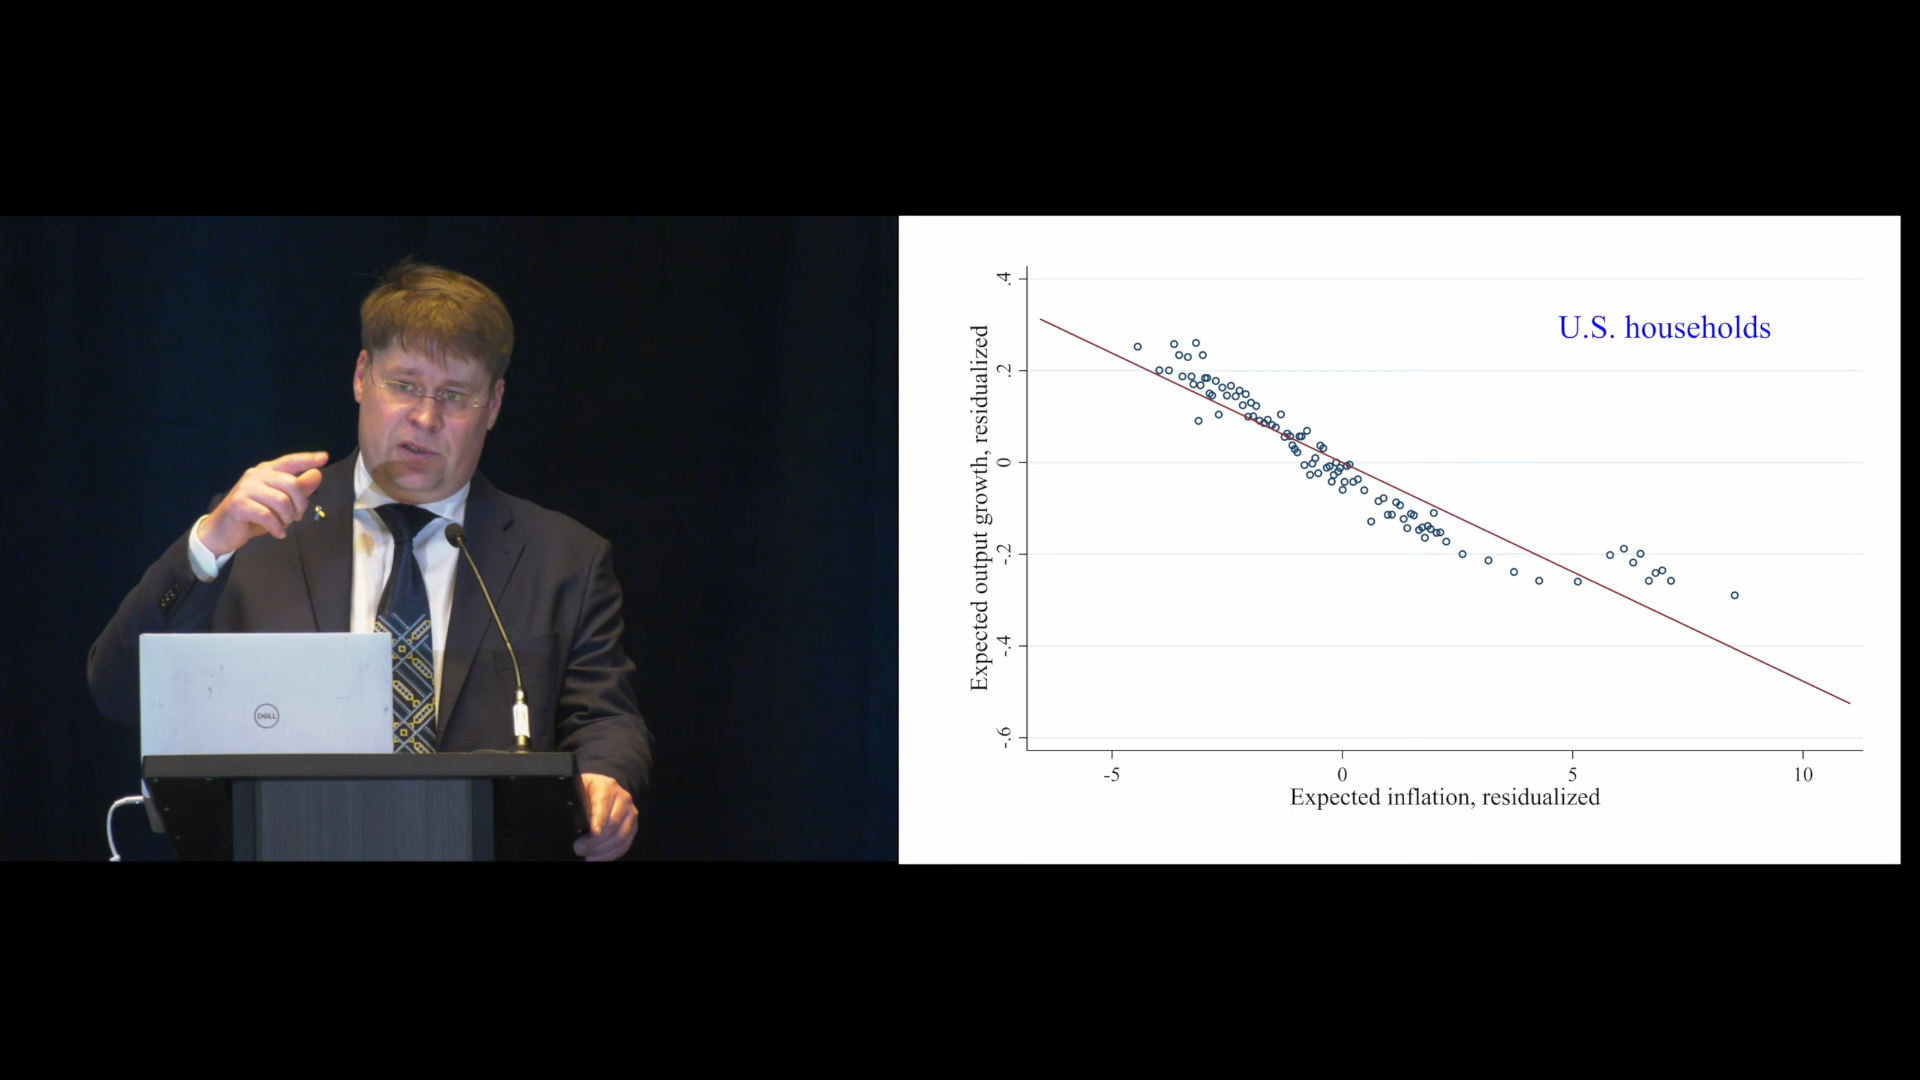 DELL
U.S. households
Expected output growth, residualized
.4
.2
0
-.2
-.4
-.6
-5 0 5 10
Expected inflation, residualized